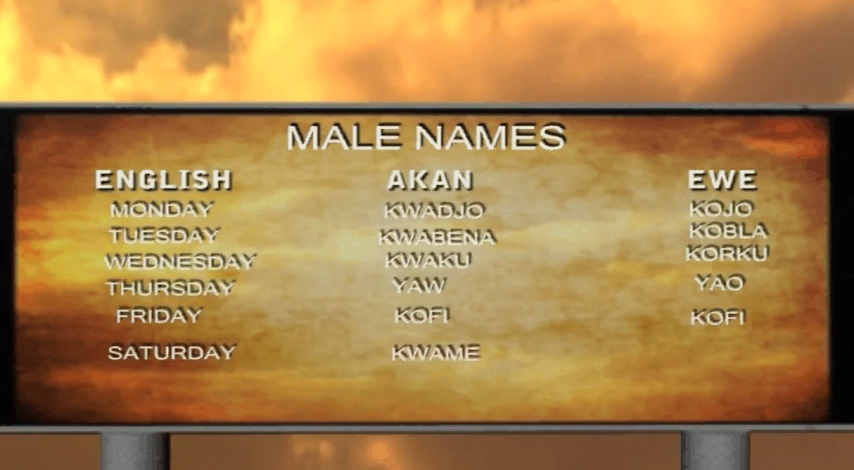 MALE NAMES
ENGLISH AKAN EWE
MONDAY KWADJO KOJO
TUESDAY KWABENA KOBLA
WEDNESDAY KWAKU KORKU
THURSDAY YAW YAO
FRIDAY KOFI KOFI
SATURDAY KWAME